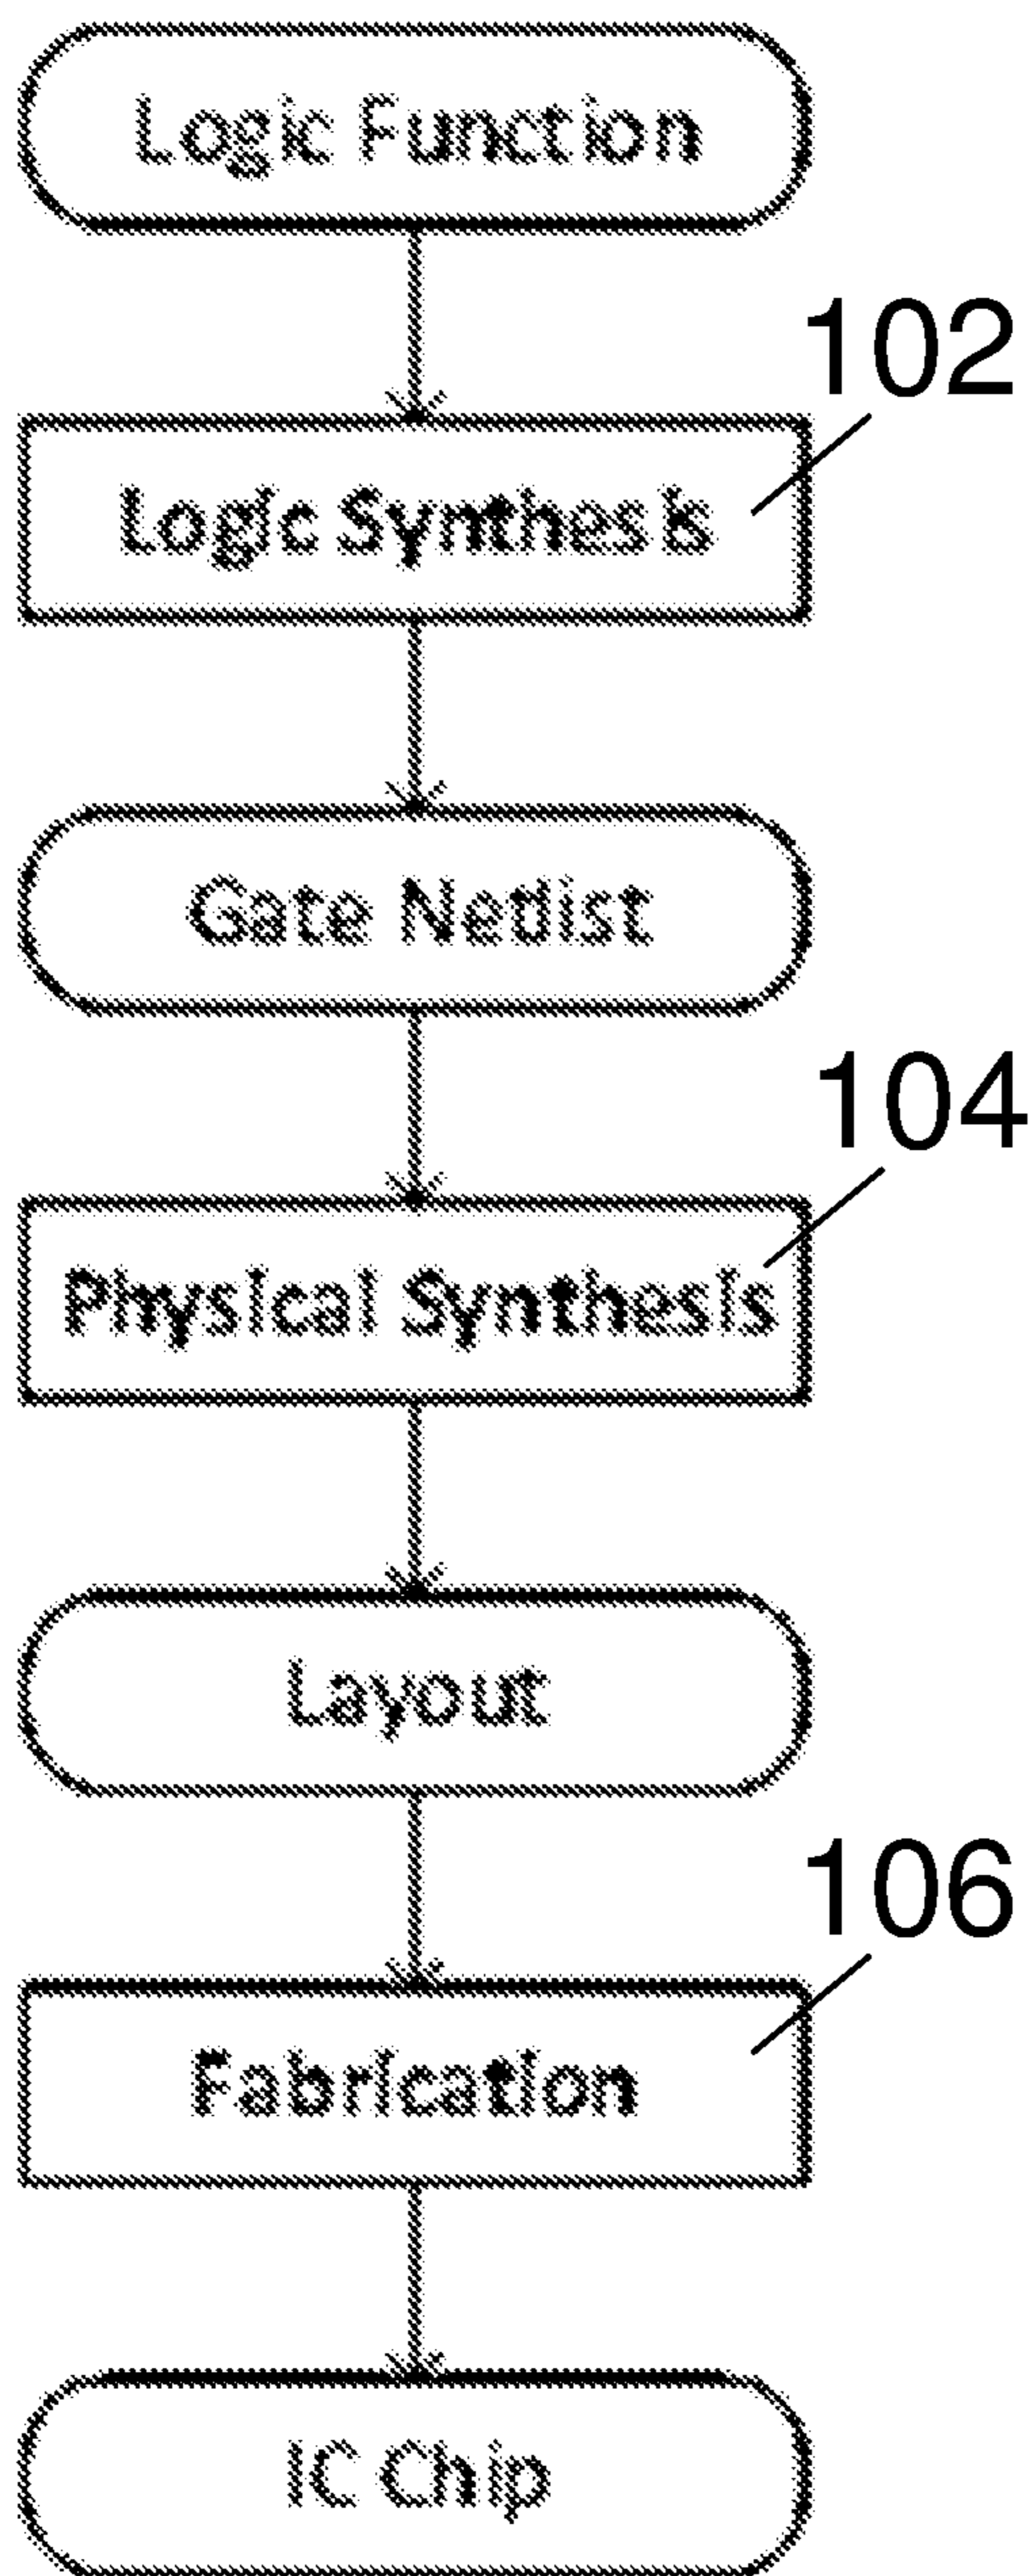 Logic Function
102
Logic Synthesis
Gate Netlist
104
Physical Synthesis
Layout
106
Fabrication
IC Chip